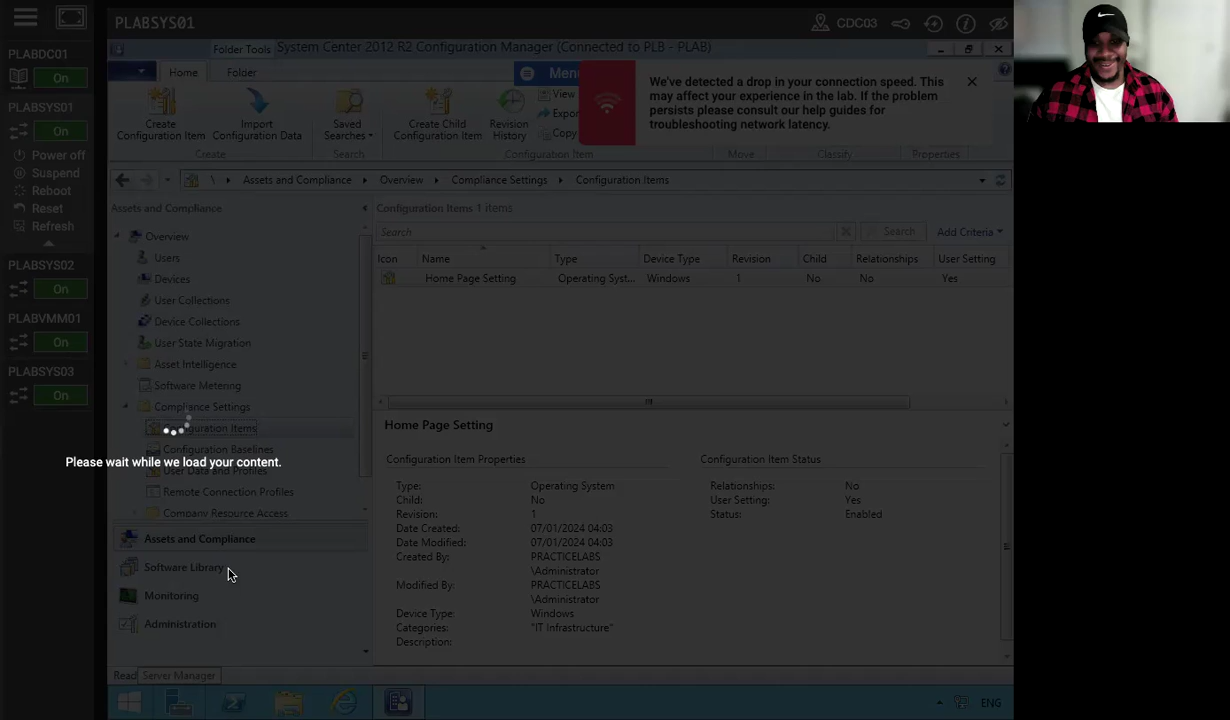 PLABSYS01
CDC03
PLABDC01
On
PLABSYS01
On
Power off
Suspend
Reboot
Reset
Refresh
PLABSYS02
On
PLABVMM01
On
PLABSYS03
On
Folder Tools
System Center 2012 R2 Configuration Manager (Connected to PLB - PLAB)
Home
Folder
Menu
We've detected a drop in your connection speed. This
may affect your experience in the lab. If the problem
persists please consult our help guides for
troubleshooting network latency.
Create
Configuration Item
Import
Configuration Data
Saved
Searches
Create Child
Configuration Item
Revision
History
View
Export
Copy
Create
Search
Configuration Item
Move
Classify
Properties
\ Assets and Compliance Overview Compliance Settings Configuration Items
Assets and Compliance
Overview
Users
Devices
User Collections
Device Collections
User State Migration
Asset Intelligence
Software Metering
Compliance Settings
Configuration Items
Configuration Baselines
User Data and Profiles
Remote Connection Profiles
Company Resource Access
Please wait while we load your content.
Assets and Compliance
Software Library
Monitoring
Administration
Configuration Items 1 items
Search
Search
Add Criteria
Icon Name Type Device Type Revision Child Relationships User Setting
Home Page Setting Operating Syst... Windows 1 No No Yes
Home Page Setting
Configuration Item Properties
Type: Operating System
Child: No
Revision: 1
Date Created: 07/01/2024 04:03
Date Modified: 07/01/2024 04:03
Created By: PRACTICELABS
\Administrator
Modified By: PRACTICELABS
\Administrator
Device Type: Windows
Categories: "IT Infrastructure"
Description:
Configuration Item Status
Relationships: No
User Setting: Yes
Status: Enabled
Server Manager
ENG